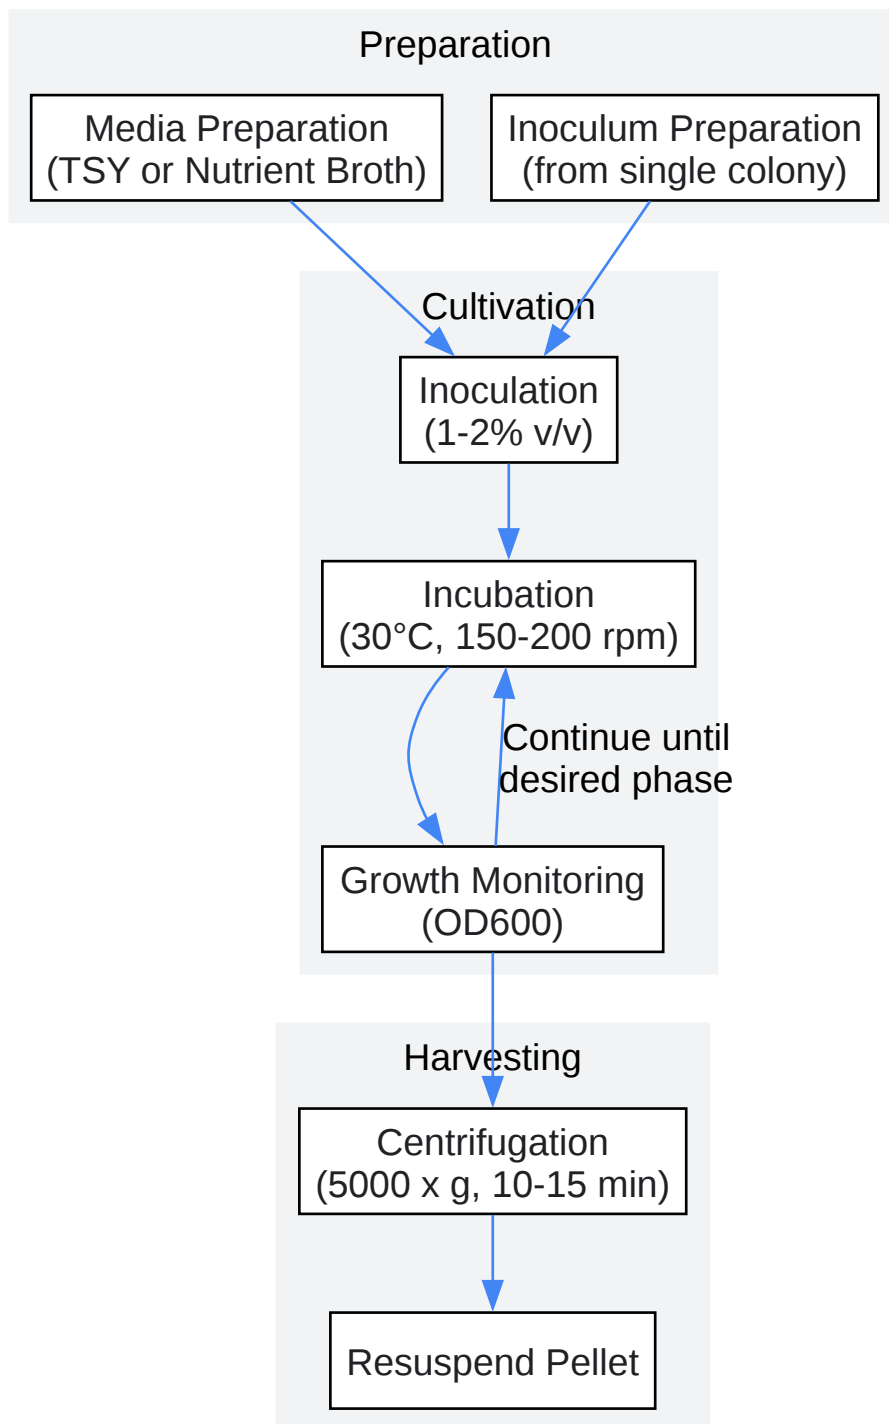 Preparation
Media Preparation
(TSY or Nutrient Broth)
Inoculum Preparation
(from single colony)
Cultivation
Inoculation
(1-2% v/v)
Incubation
(30°C, 150-200 rpm)
Continue until
desired phase
Growth Monitoring
(OD600)
Harvesting
Centrifugation
(5000 x g, 10-15 min)
Resuspend Pellet